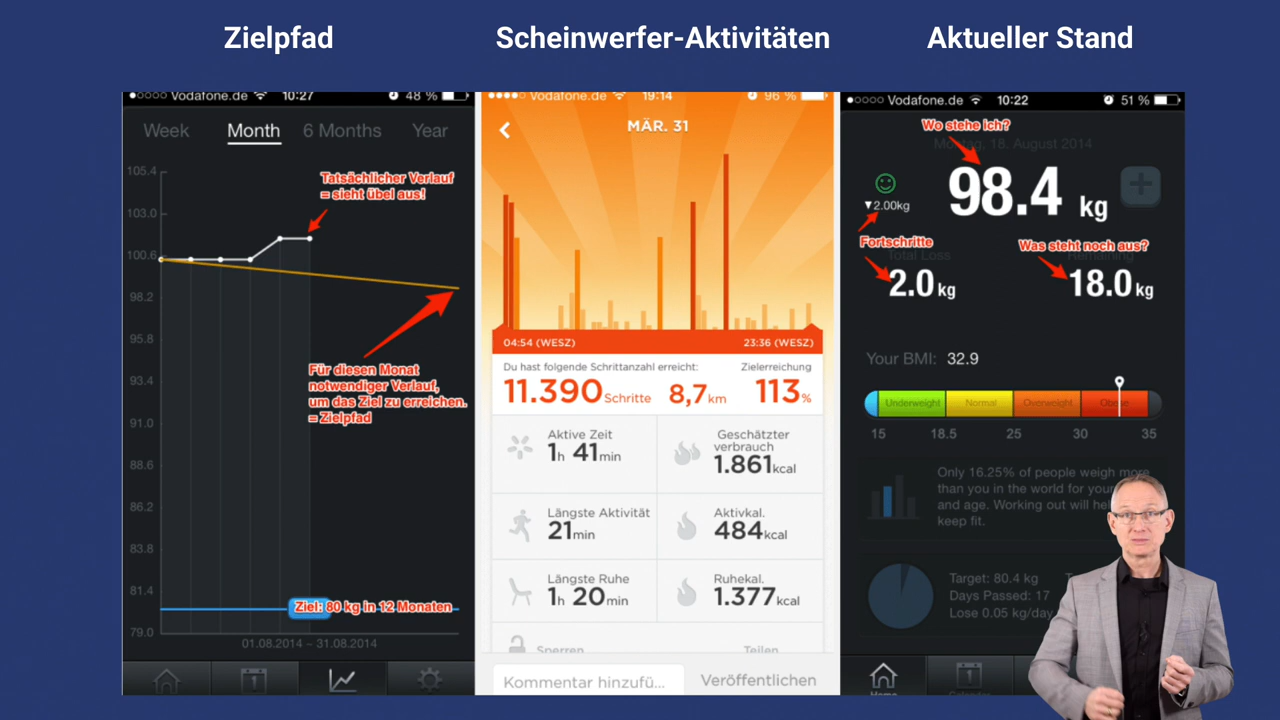 Zielpfad
Scheinwerfer-Aktivitäten
Aktueller Stand
Vodafone.de 10:27 48 %
Week Month 6 Months Year
105.4
103.0
100.6
98.2
95.8
93.4
91.0
88.6
86.2
83.8
81.4
79.0
Tatsächlicher Verlauf
= sieht übel aus!
Für diesen Monat
notwendiger Verlauf,
um das Ziel zu erreichen.
= Zielpfad
Ziel: 80 kg in 12 Monaten
01.08.2014 – 31.08.2014
1
Vodafone.de 19:14 96 %
MÄR. 31
04:54 (WESZ) 23:36 (WESZ)
Du hast folgende Schrittanzahl erreicht: Zielerreichung
11.390 Schritte 8,7 km 113 %
Aktive Zeit
1h 41min
Geschätzter
verbrauch
1.861kcal
Längste Aktivität
21min
Aktivkal.
484kcal
Längste Ruhe
1h 20min
Ruhekal.
1.377kcal
Sperren Teilen
Kommentar hinzufü... Veröffentlichen
Vodafone.de 10:22 51 %
Wo stehe ich?
Montag, 18. August 2014
98.4 kg
▼2.00kg
Fortschritte
Was steht noch aus?
Total Loss Remaining
2.0 kg 18.0 kg
Your BMI: 32.9
Underweight Normal Overweight Obese
15 18.5 25 30 35
Only 16.25% of people weigh more
than you in the world for your
and age. Working out will
keep fit.
Target: 80.4 kg
Days Passed: 17
Lose 0.05 kg/day
1
Home Calendar